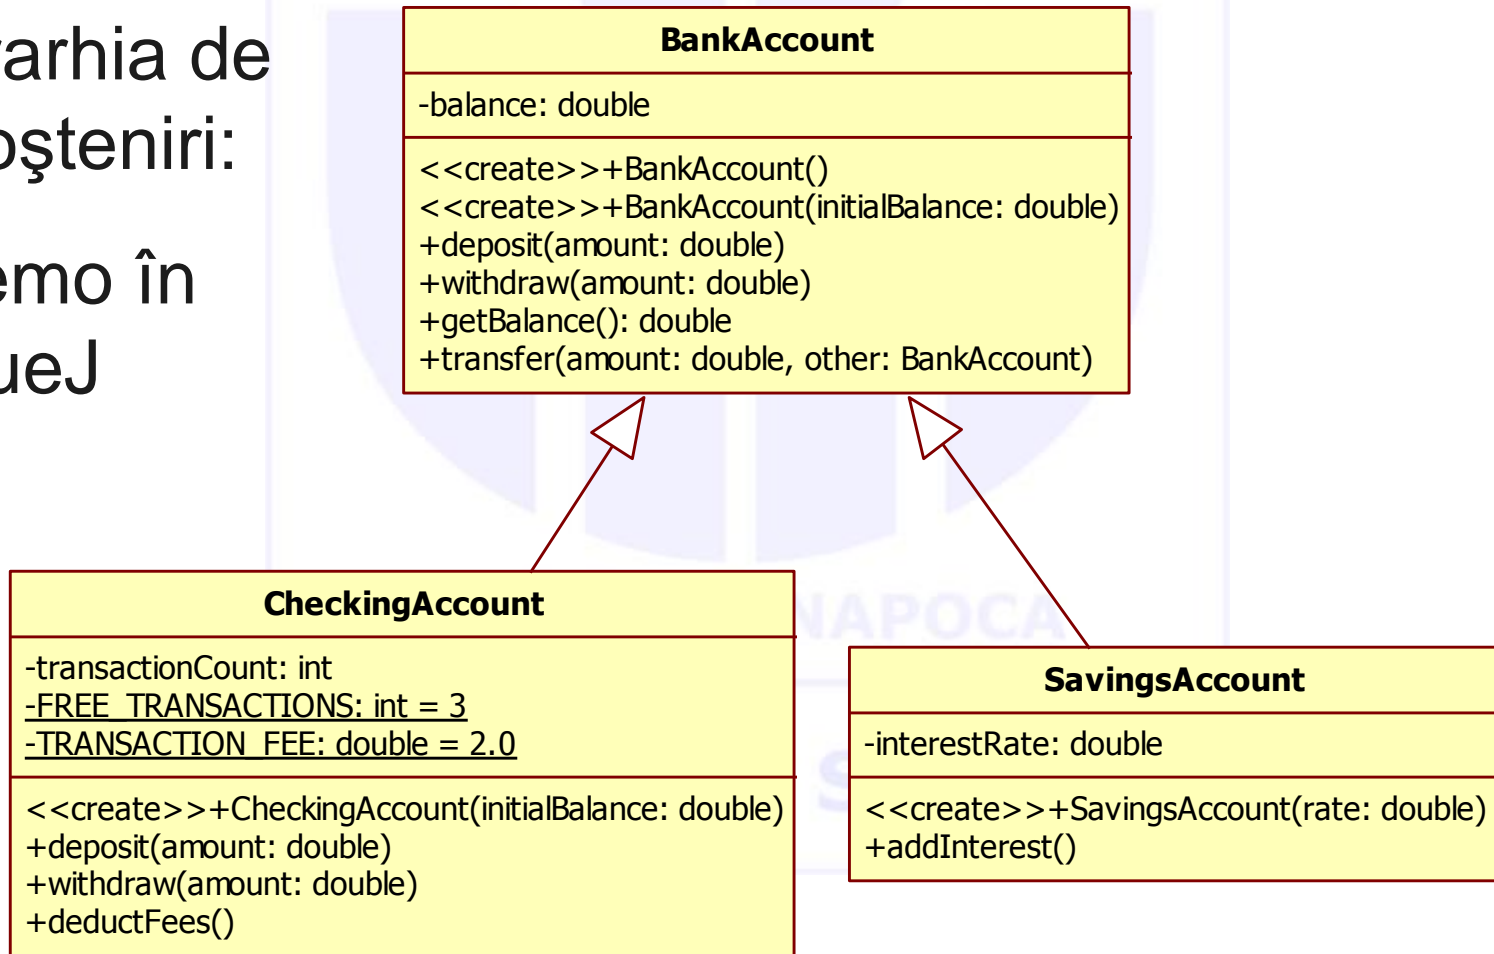 arhia de
oşteniri:
emo în
ueJ
BankAccount
-balance: double
<<create>>+BankAccount()
<<create>>+BankAccount(initialBalance: double)
+deposit(amount: double)
+withdraw(amount: double)
+getBalance(): double
+transfer(amount: double, other: BankAccount)
CheckingAccount
-transactionCount: int
-FREE_TRANSACTIONS: int = 3
-TRANSACTION_FEE: double = 2.0
<<create>>+CheckingAccount(initialBalance: double)
+deposit(amount: double)
+withdraw(amount: double)
+deductFees()
NAPOCA
S
SavingsAccount
-interestRate: double
<<create>>+SavingsAccount(rate: double)
+addInterest()